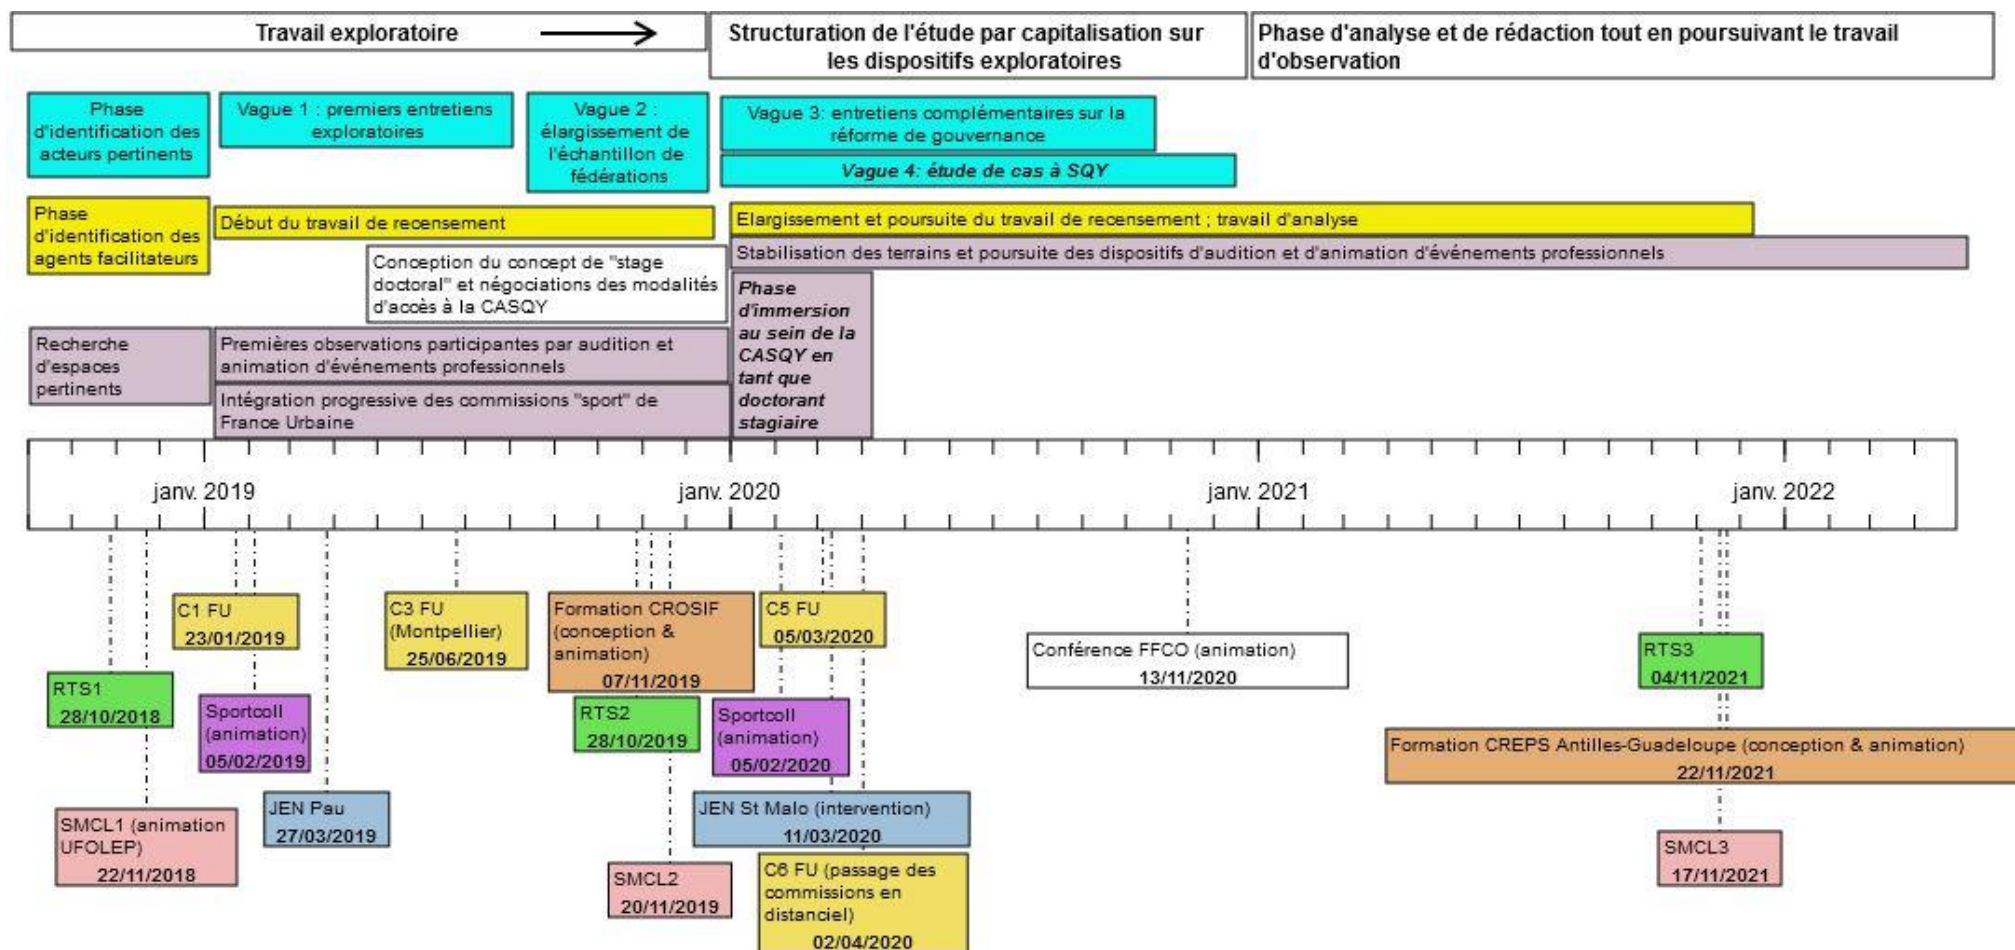 Travail exploratoire
Structuration de l'étude par capitalisation sur
les dispositifs exploratoires
Phase d'analyse et de rédaction tout en poursuivant le travail
d'observation
Phase
d'identification des
acteurs pertinents
Vague 1 : premiers entretiens
exploratoires
Vague 2 :
élargissement de
l'échantillon de
fédérations
Vague 3: entretiens complémentaires sur la
réforme de gouvernance
Vague 4: étude de cas à SQY
Phase
d'identification des
agents facilitateurs
Début du travail de recensement
Elargissement et poursuite du travail de recensement ; travail d'analyse
Stabilisation des terrains et poursuite des dispositifs d'audition et d'animation d'événements professionnels
Conception du concept de "stage
doctoral" et négociations des modalités
d'accès à la CASQY
Phase
d'immersion
au sein de la
CASQY en
tant que
doctorant
stagiaire
Recherche
d'espaces
pertinents
Premières observations participantes par audition et
animation d'événements professionnels
Intégration progressive des commissions "sport" de
France Urbaine
janv. 2019
janv. 2020
janv. 2021
janv. 2022
C1 FU
23/01/2019
C3 FU
(Montpellier)
25/06/2019
Formation CROSIF
(conception &
animation)
07/11/2019
C5 FU
05/03/2020
Conférence FFCO (animation)
13/11/2020
RTS3
04/11/2021
RTS1
28/10/2018
Sportcoll
(animation)
05/02/2019
RTS2
28/10/2019
Sportcoll
(animation)
05/02/2020
Formation CREPS Antilles-Guadeloupe (conception & animation)
22/11/2021
SMCL1 (animation
UFOLEP)
22/11/2018
JEN Pau
27/03/2019
JEN St Malo (intervention)
11/03/2020
SMCL2
20/11/2019
C6 FU (passage des
commissions en
distanciel)
02/04/2020
SMCL3
17/11/2021